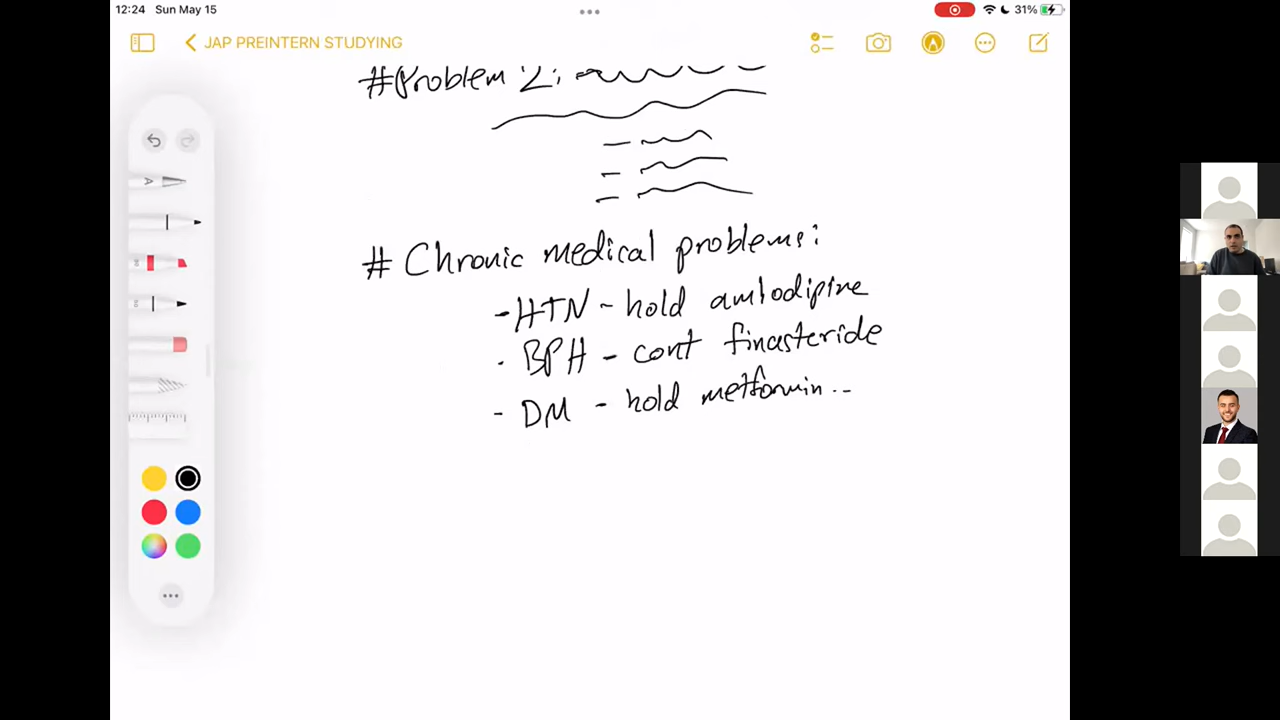 12:24 Sun May 15
31%
JAP PREINTERN STUDYING
#Problem 2:
# Chronic medical problems:
- HTN - hold amlodipine
- BPH - cont finasteride
- DM - hold metformin...